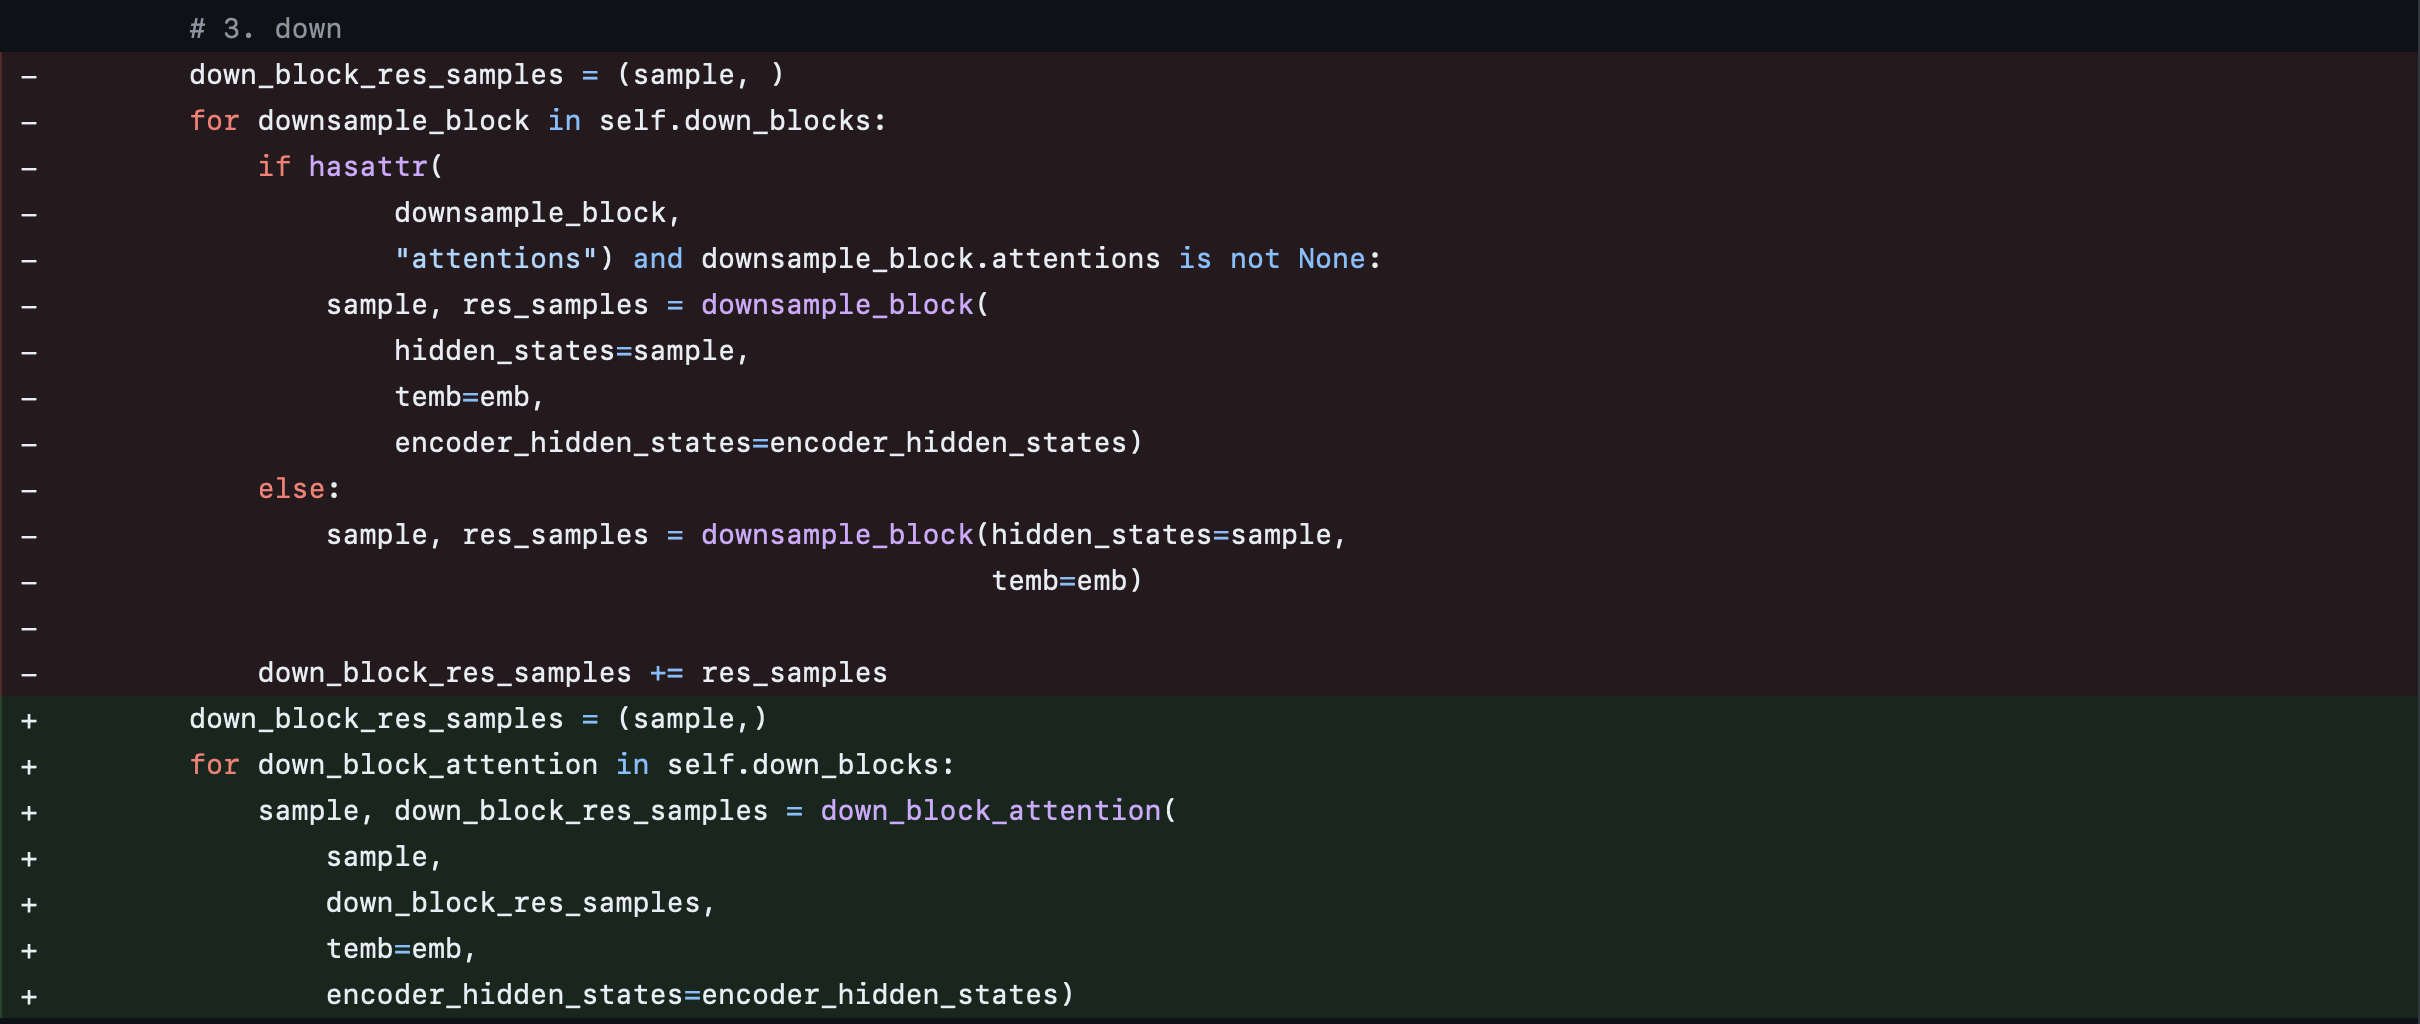 # 3. down
- down_block_res_samples = (sample, )
- for downsample_block in self.down_blocks:
- if hasattr(
- downsample_block,
- "attentions") and downsample_block.attentions is not None:
- sample, res_samples = downsample_block(
- hidden_states=sample,
- temb=emb,
- encoder_hidden_states=encoder_hidden_states)
- else:
- sample, res_samples = downsample_block(hidden_states=sample,
- temb=emb)
-
- down_block_res_samples += res_samples
+ down_block_res_samples = (sample,)
+ for down_block_attention in self.down_blocks:
+ sample, down_block_res_samples = down_block_attention(
+ sample,
+ down_block_res_samples,
+ temb=emb,
+ encoder_hidden_states=encoder_hidden_states)